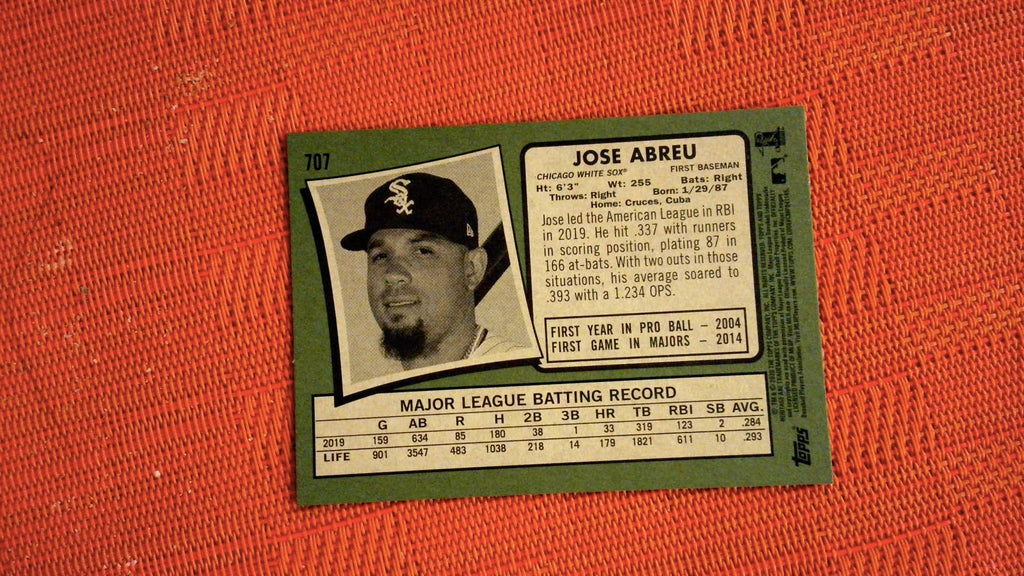 707
Sox
JOSE ABREU
CHICAGO WHITE SOX® FIRST BASEMAN
Ht: 6'3" Wt: 255 Bats: Right
Throws: Right Born: 1/29/87
Home: Cruces, Cuba
Jose led the American League in RBI
in 2019. He hit .337 with runners
in scoring position, plating 87 in
166 at-bats. With two outs in those
situations, his average soared to
.393 with a 1.234 OPS.
FIRST YEAR IN PRO BALL – 2004
FIRST GAME IN MAJORS – 2014
MAJOR LEAGUE BATTING RECORD
G AB R H 2B 3B HR TB RBI SB AVG.
2019 159 634 85 180 38 1 33 319 123 2 .284
LIFE 901 3547 483 1038 218 14 179 1821 611 10 .293
Topps